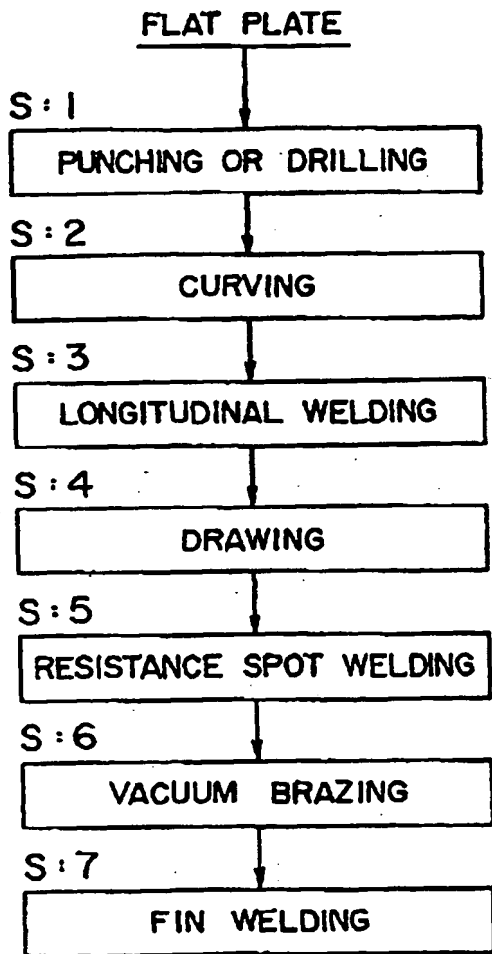 FLAT PLATE
S:1
PUNCHING OR DRILLING
S:2
CURVING
S:3
LONGITUDINAL WELDING
S:4
DRAWING
S:5
RESISTANCE SPOT WELDING
S:6
VACUUM BRAZING
S:7
FIN WELDING